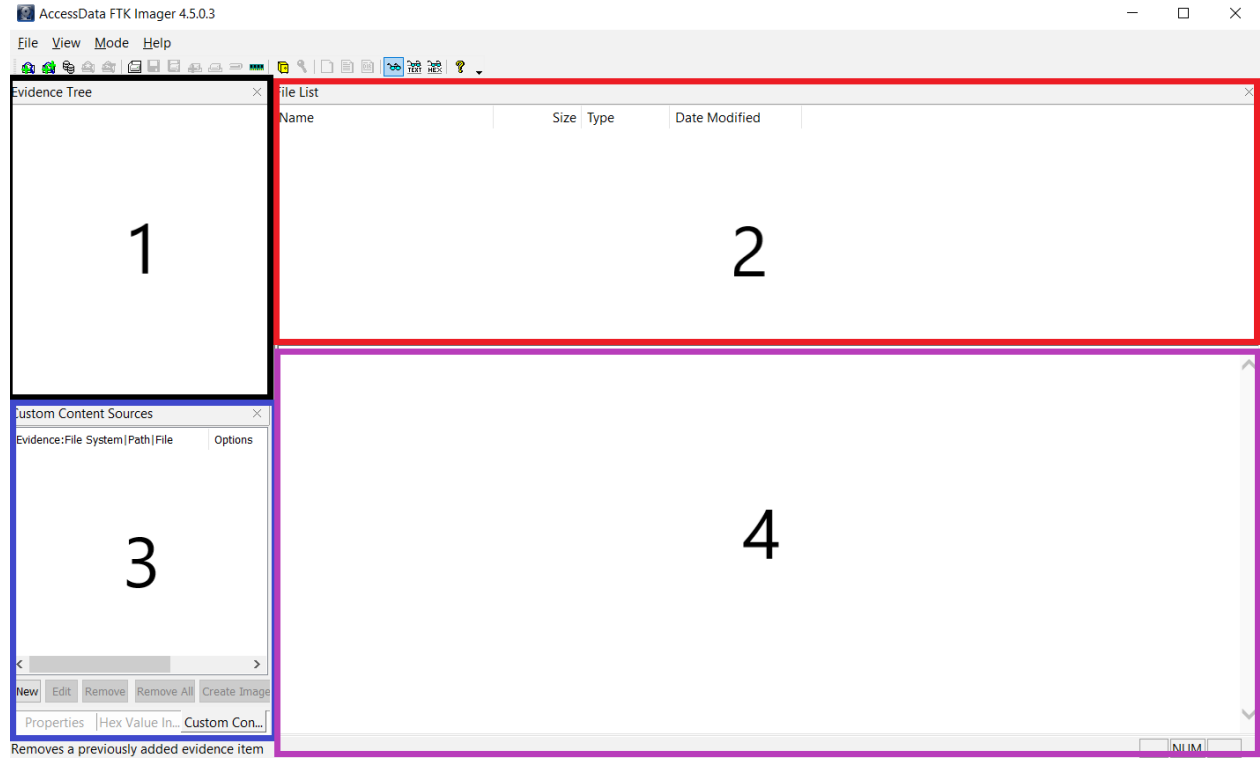 AccessData FTK Imager 4.5.0.3
File View Mode Help
TEXT HEX
Evidence Tree
File List
Name Size Type Date Modified
1
2
Custom Content Sources
Evidence:File System|Path|File Options
3
4
New Edit Remove Remove All Create Image
Properties Hex Value In... Custom Con...
Removes a previously added evidence item
NUM